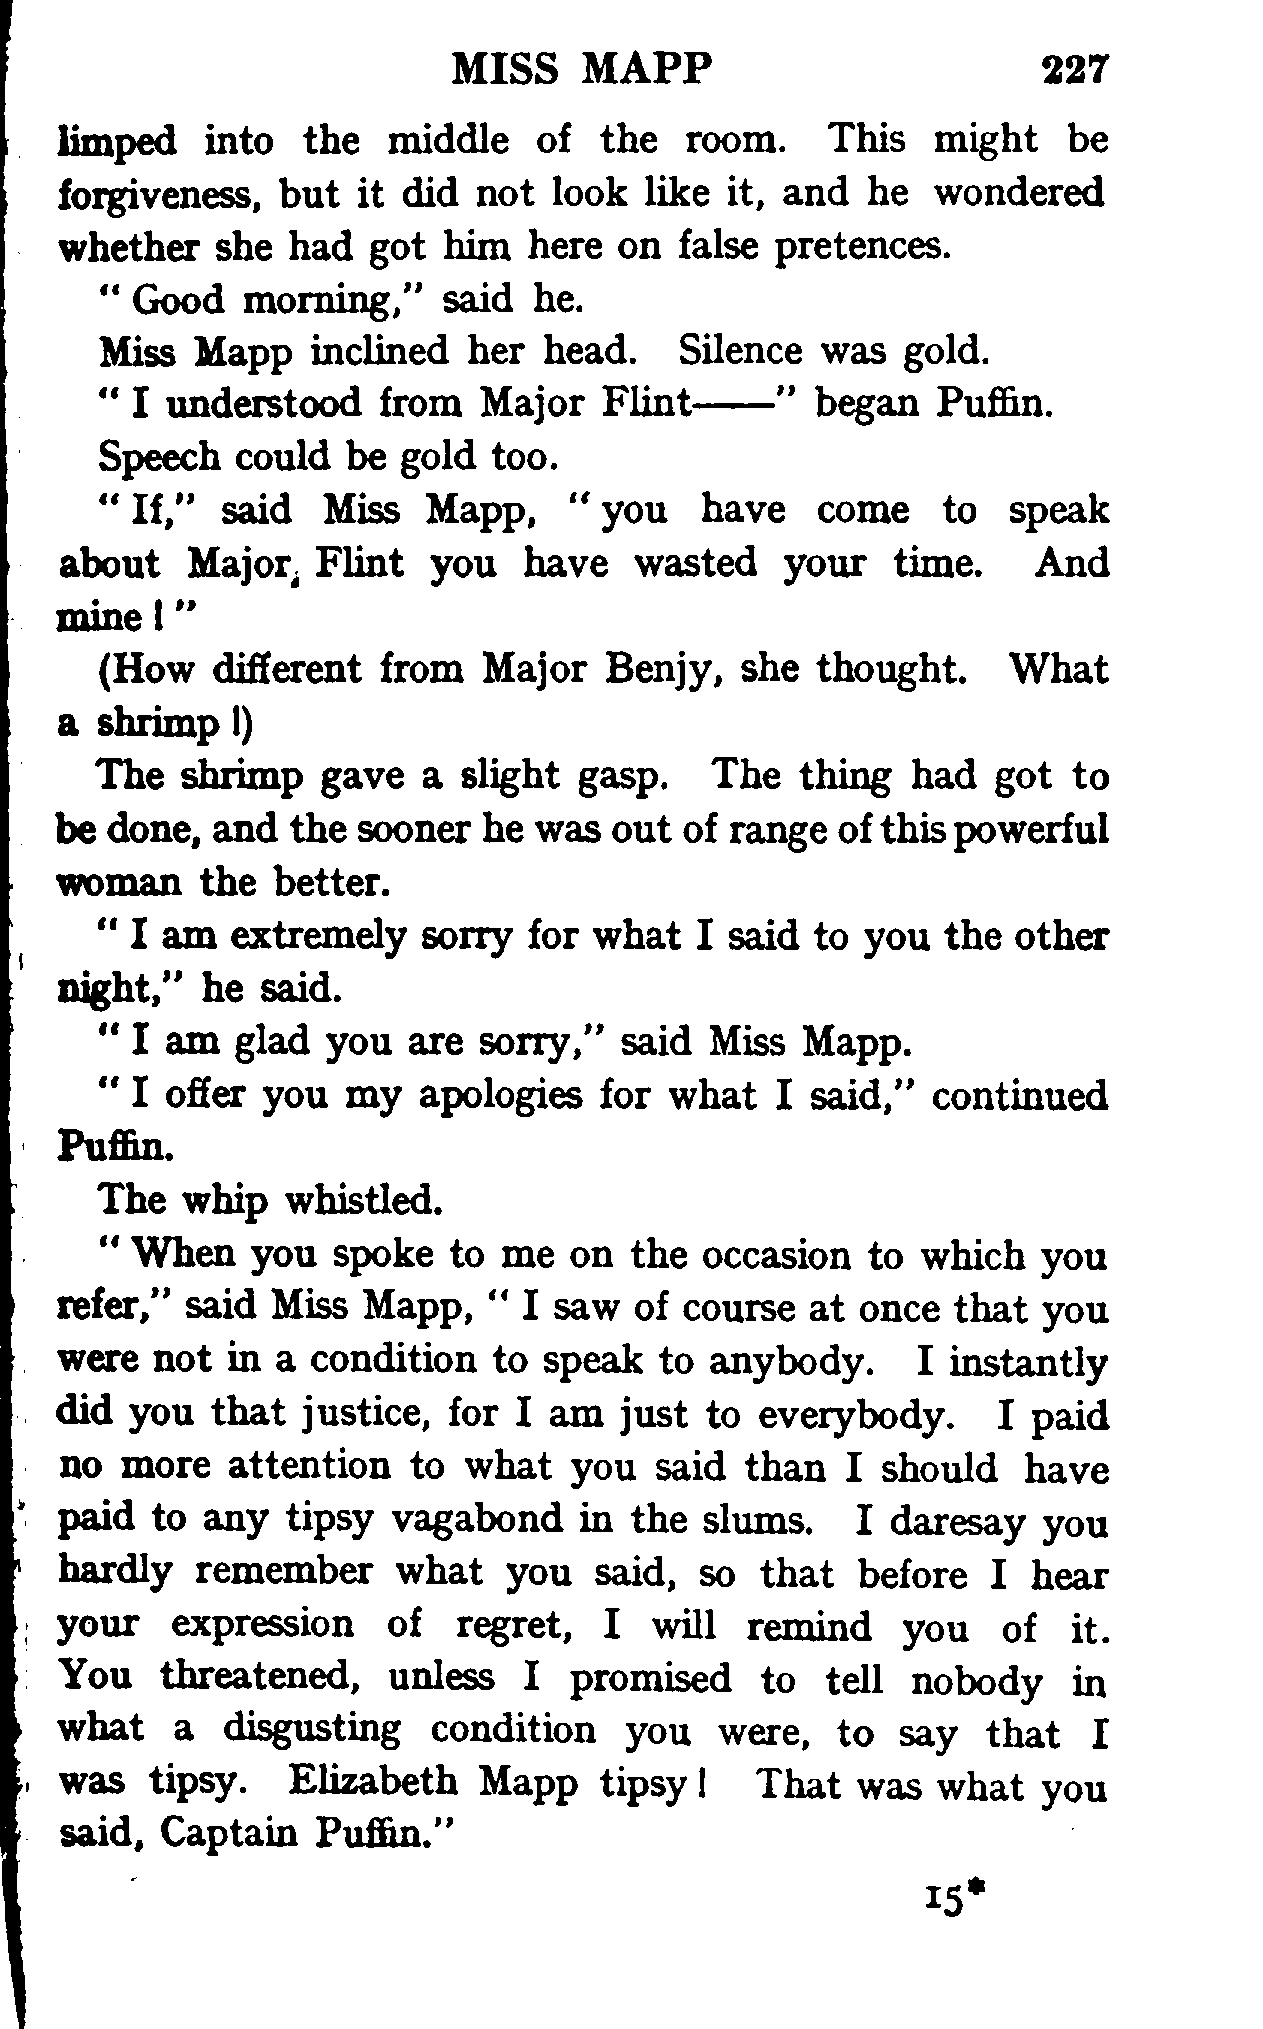 MISS MAPP 227
limped into the middle of the room. This might be
forgiveness, but it did not look like it, and he wondered
whether she had got him here on false pretences.
“ Good morning,” said he.
Miss Mapp inclined her head. Silence was gold.
“ I understood from Major Flint——” began Puffin.
Speech could be gold too.
“ If,” said Miss Mapp, “ you have come to speak
about Major Flint you have wasted your time. And
mine ! ”
(How different from Major Benjy, she thought. What
a shrimp !)
The shrimp gave a slight gasp. The thing had got to
be done, and the sooner he was out of range of this powerful
woman the better.
“ I am extremely sorry for what I said to you the other
night,” he said.
“ I am glad you are sorry,” said Miss Mapp.
“ I offer you my apologies for what I said,” continued
Puffin.
The whip whistled.
“ When you spoke to me on the occasion to which you
refer,” said Miss Mapp, “ I saw of course at once that you
were not in a condition to speak to anybody. I instantly
did you that justice, for I am just to everybody. I paid
no more attention to what you said than I should have
paid to any tipsy vagabond in the slums. I daresay you
hardly remember what you said, so that before I hear
your expression of regret, I will remind you of it.
You threatened, unless I promised to tell nobody in
what a disgusting condition you were, to say that I
was tipsy. Elizabeth Mapp tipsy ! That was what you
said, Captain Puffin.”
15*